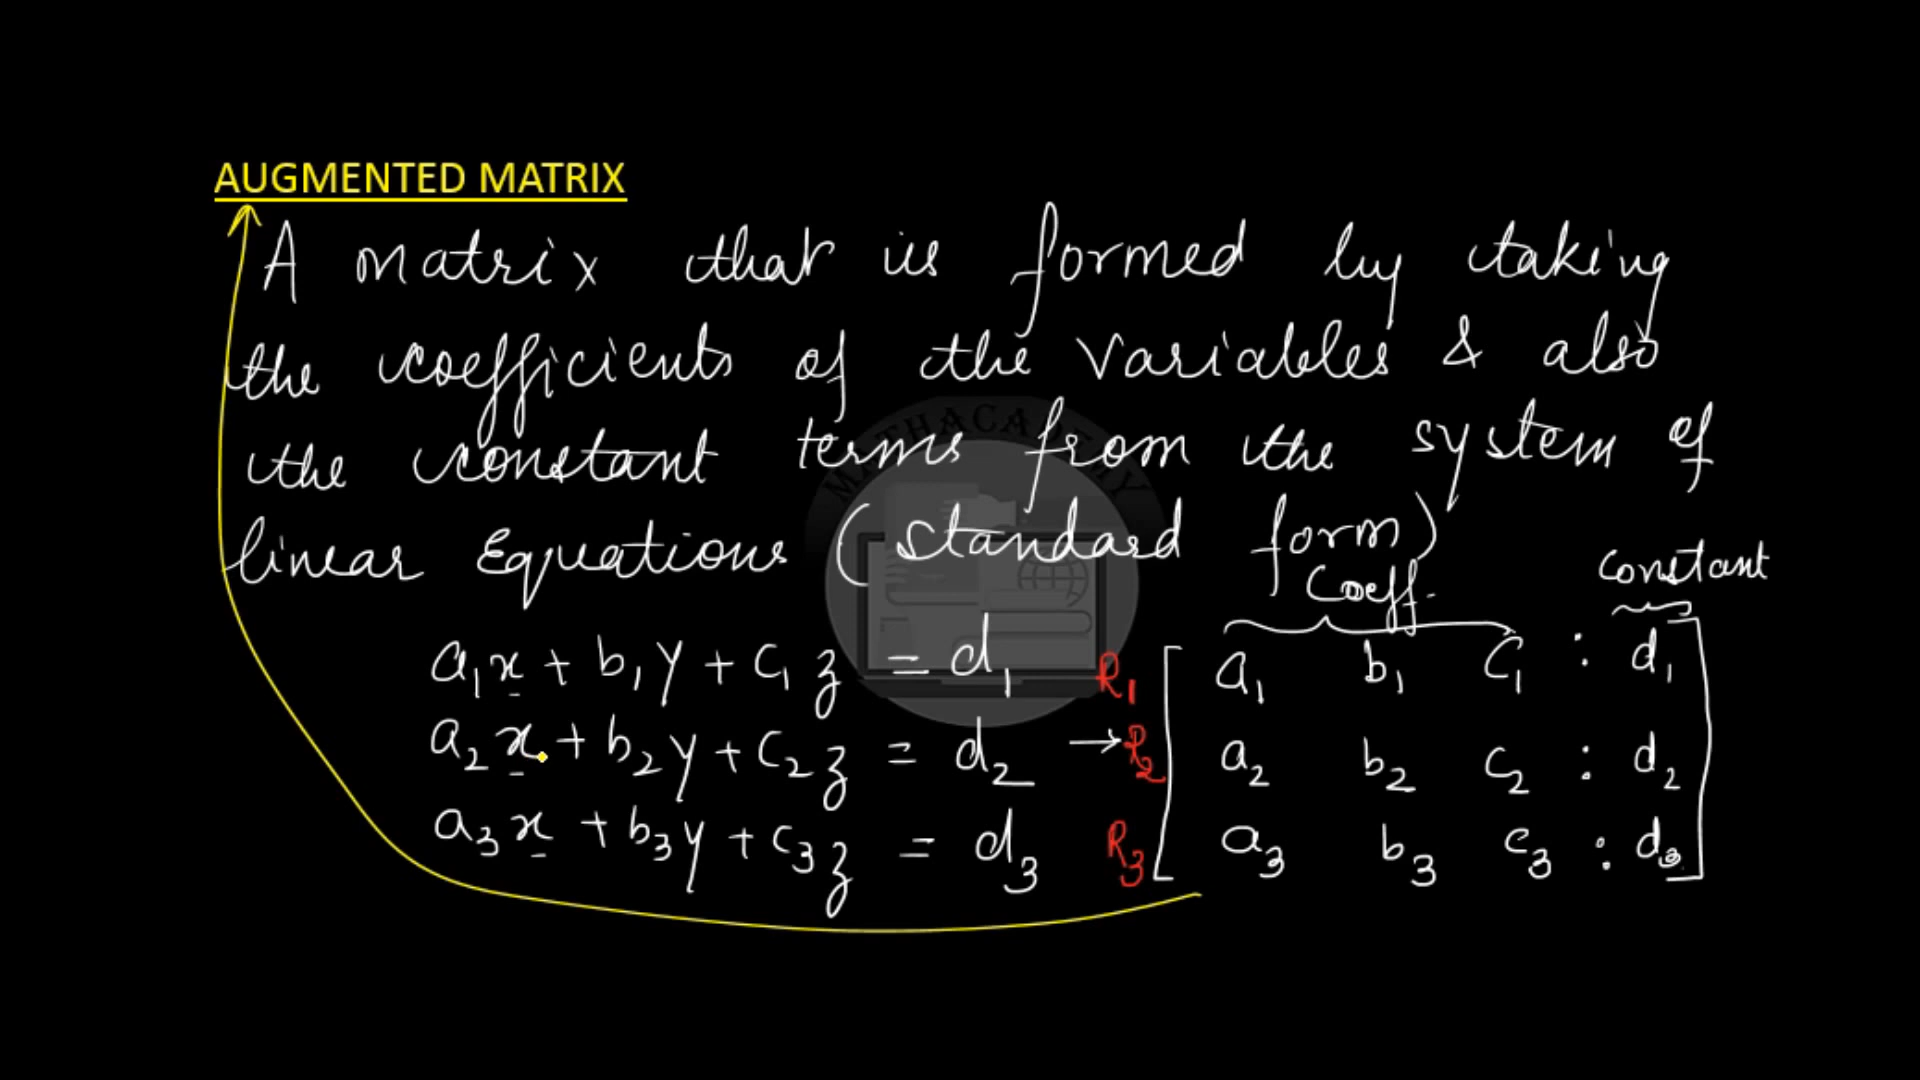 AUGMENTED MATRIX
A matrix that is formed by taking
the coefficients of the variables & also
the constant terms from the system of
linear Equations (standard form)
Coeff. constant
a₁x + b₁y + c₁z = d₁ R₁ [ a₁ b₁ c₁ : d₁ ]
a₂x + b₂y + c₂z = d₂ → R₂ [ a₂ b₂ c₂ : d₂ ]
a₃x + b₃y + c₃z = d₃ R₃ [ a₃ b₃ c₃ : d₃ ]
MATHACADEMY